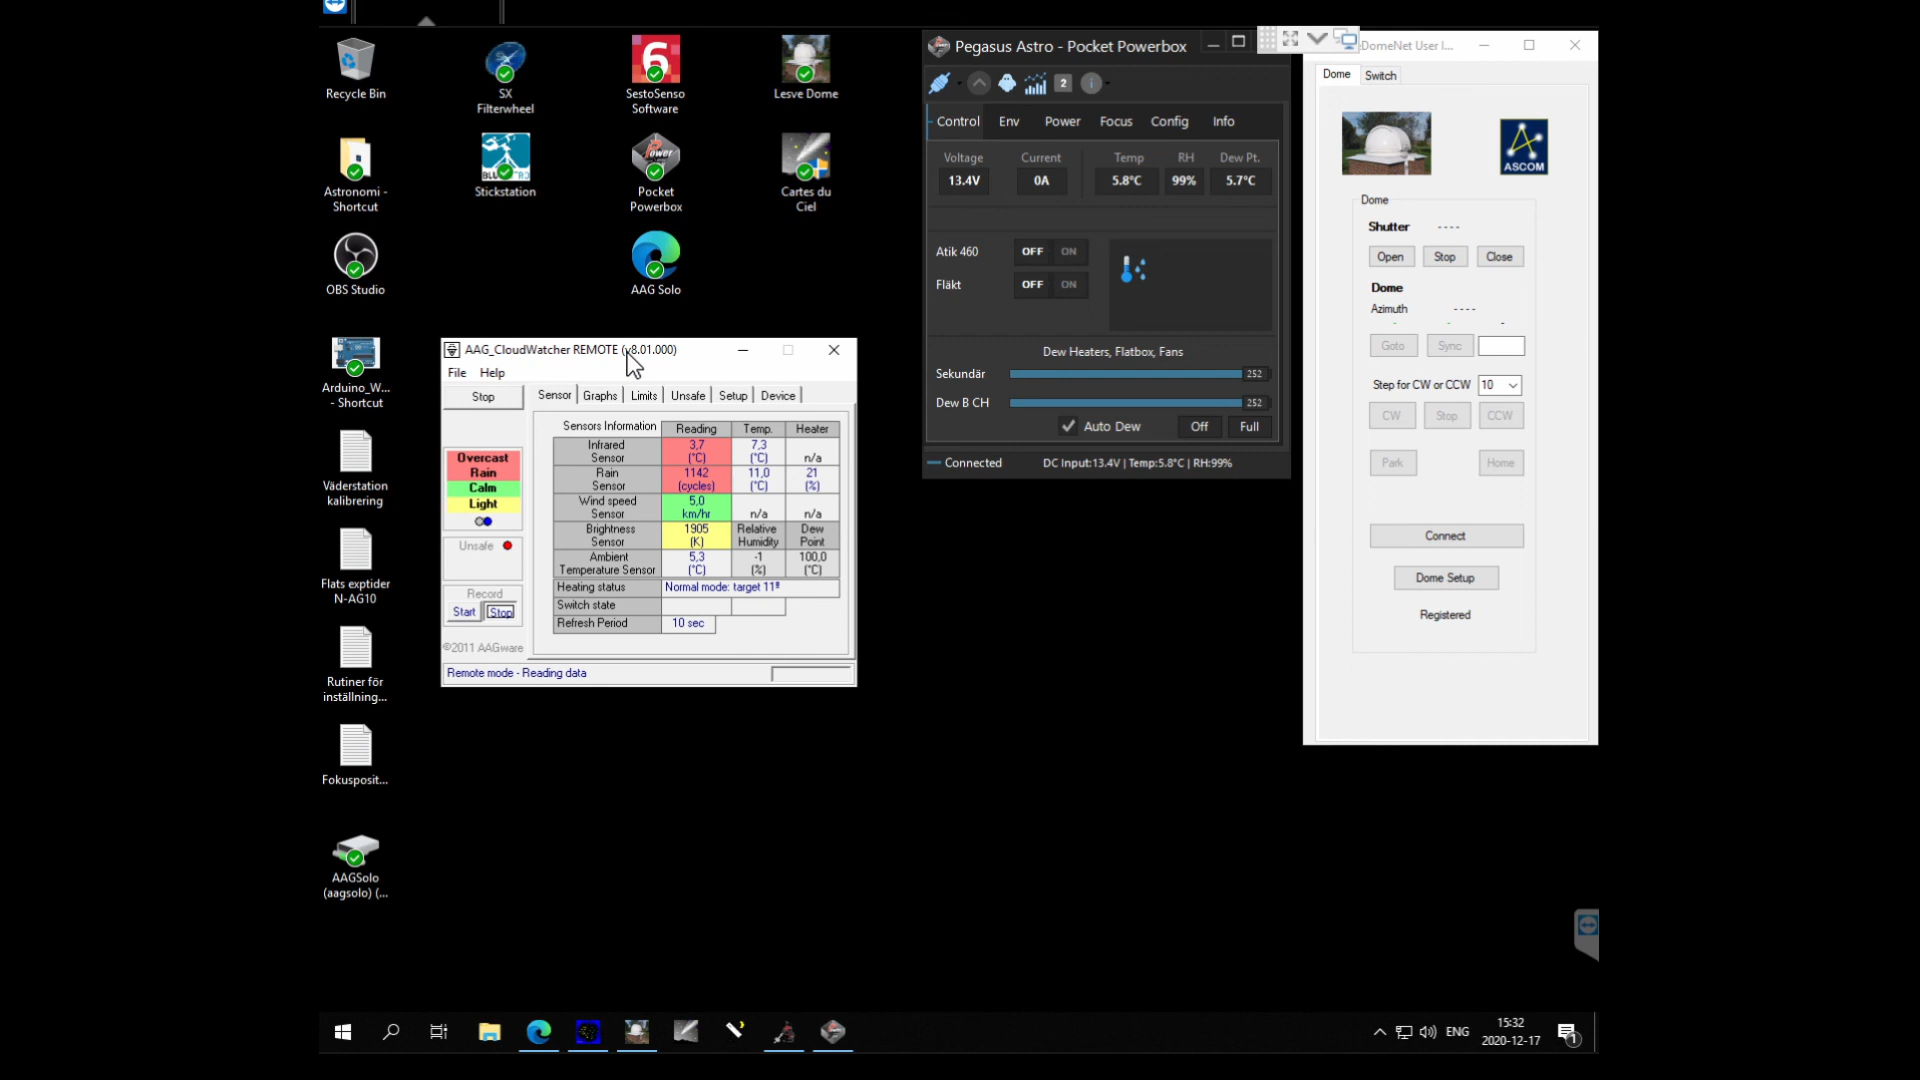 Recycle Bin
SX
Filterwheel
SestoSenso
Software
Lesve Dome
Astronomi -
Shortcut
Stickstation
Pocket
Powerbox
Cartes du
Ciel
OBS Studio
AAG Solo
Arduino_W...
- Shortcut
Väderstation
kalibrering
Flats exptider
N-AG10
Rutiner för
inställning...
Fokusposit...
AAGSolo
(aagsolo) (...
AAG_CloudWatcher REMOTE (v8.01.000)
File Help
Stop
Sensor Graphs Limits Unsafe Setup Device
Overcast
Rain
Calm
Light
Unsafe
Record
Start Stop
©2011 AAGware
Sensors Information Reading Temp. Heater
Infrared 3,7 7,3
Sensor (°C) (°C) n/a
Rain 1142 11,0 21
Sensor (cycles) (°C) (%)
Wind speed 5,0
Sensor km/hr n/a n/a
Brightness 1905 Relative Dew
Sensor (K) Humidity Point
Ambient 5,3 -1 100,0
Temperature Sensor (°C) (%) (°C)
Heating status Normal mode: target 11º
Switch state
Refresh Period 10 sec
Remote mode - Reading data
Pegasus Astro - Pocket Powerbox
2
Control Env Power Focus Config Info
Voltage Current Temp RH Dew Pt.
13.4V 0A 5.8°C 99% 5.7°C
Atik 460 OFF ON
Fläkt OFF ON
Dew Heaters, Flatbox, Fans
Sekundär 252
Dew B CH 252
Auto Dew Off Full
Connected DC Input:13.4V | Temp:5.8°C | RH:99%
DomeNet User I...
Dome Switch
ASCOM
Dome
Shutter ----
Open Stop Close
Dome
Azimuth ----
Goto Sync
Step for CW or CCW 10
CW Stop CCW
Park Home
Connect
Dome Setup
Registered
ENG
15:32
2020-12-17
1